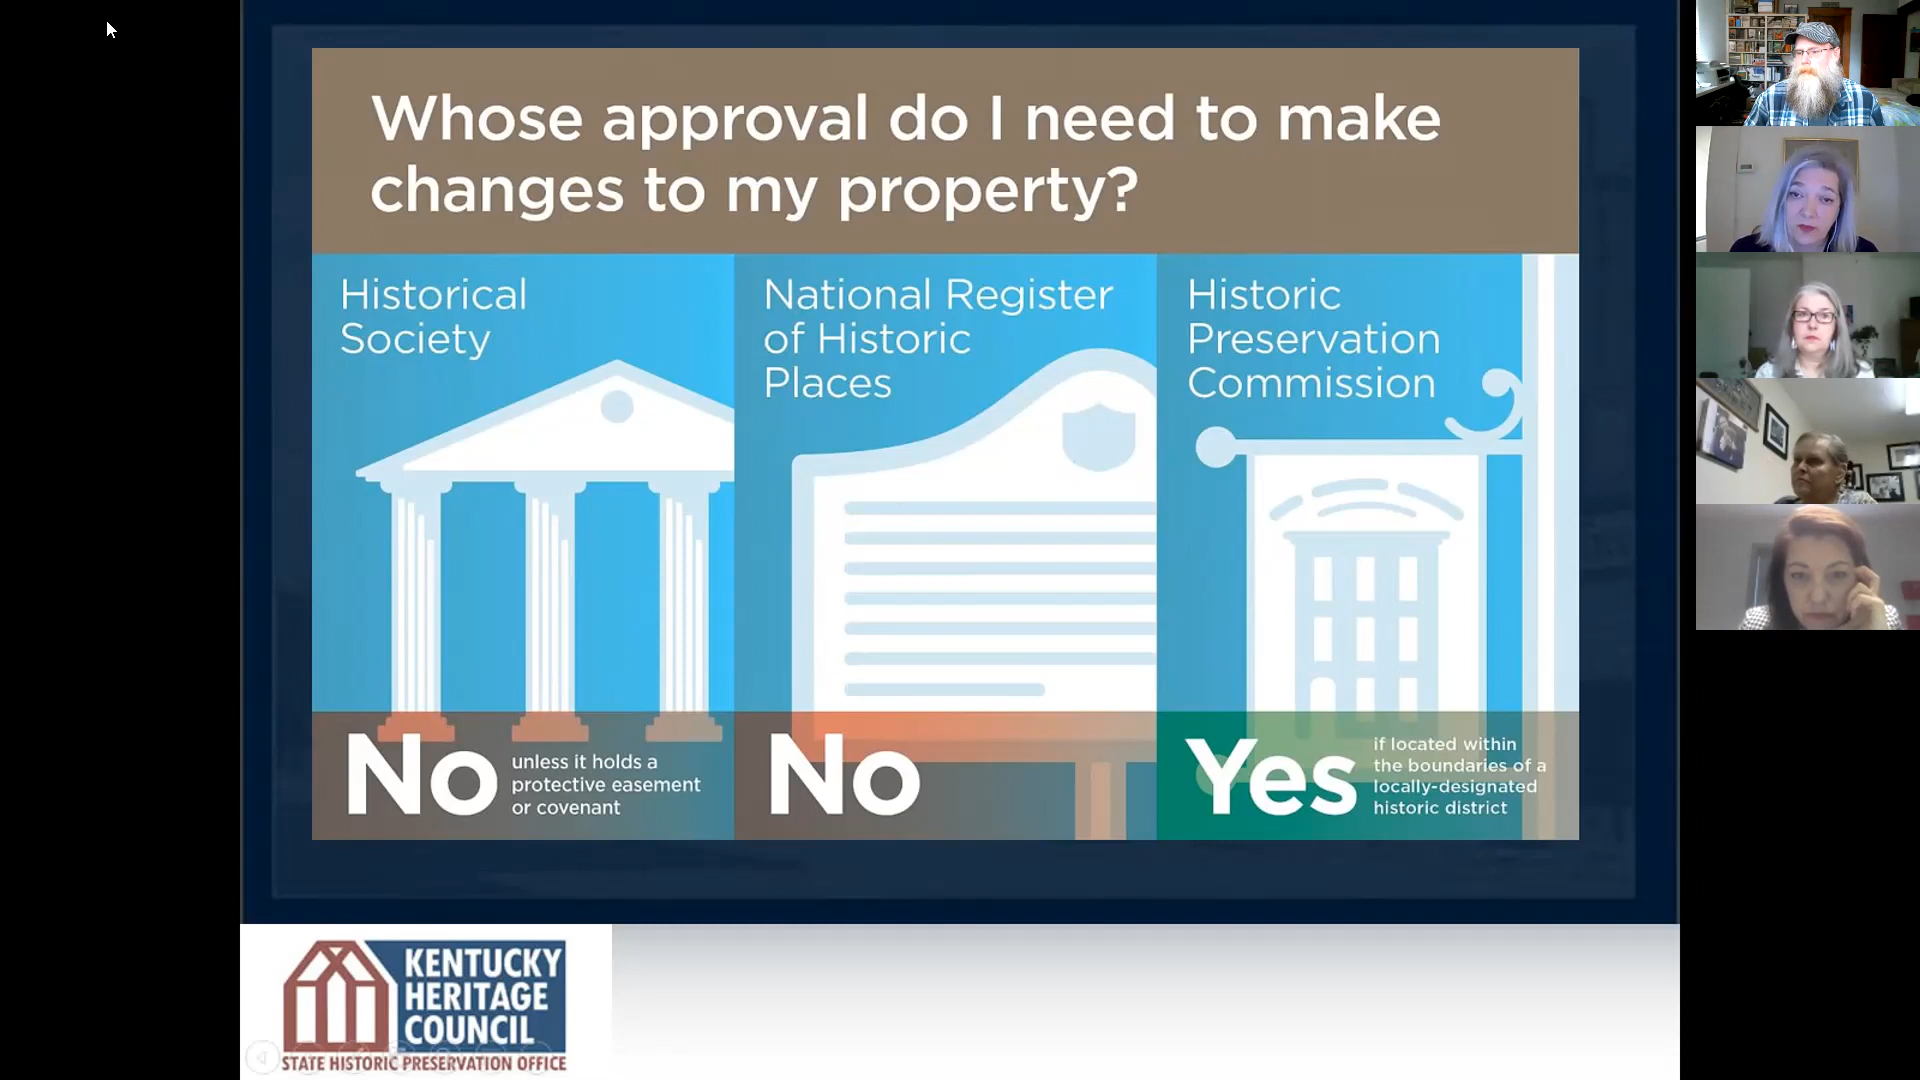 Whose approval do I need to make
changes to my property?
Historical
Society
National Register
of Historic
Places
Historic
Preservation
Commission
No
unless it holds a
protective easement
or covenant
No
Yes
if located within
the boundaries of a
locally-designated
historic district
KENTUCKY
HERITAGE
COUNCIL
STATE HISTORIC PRESERVATION OFFICE